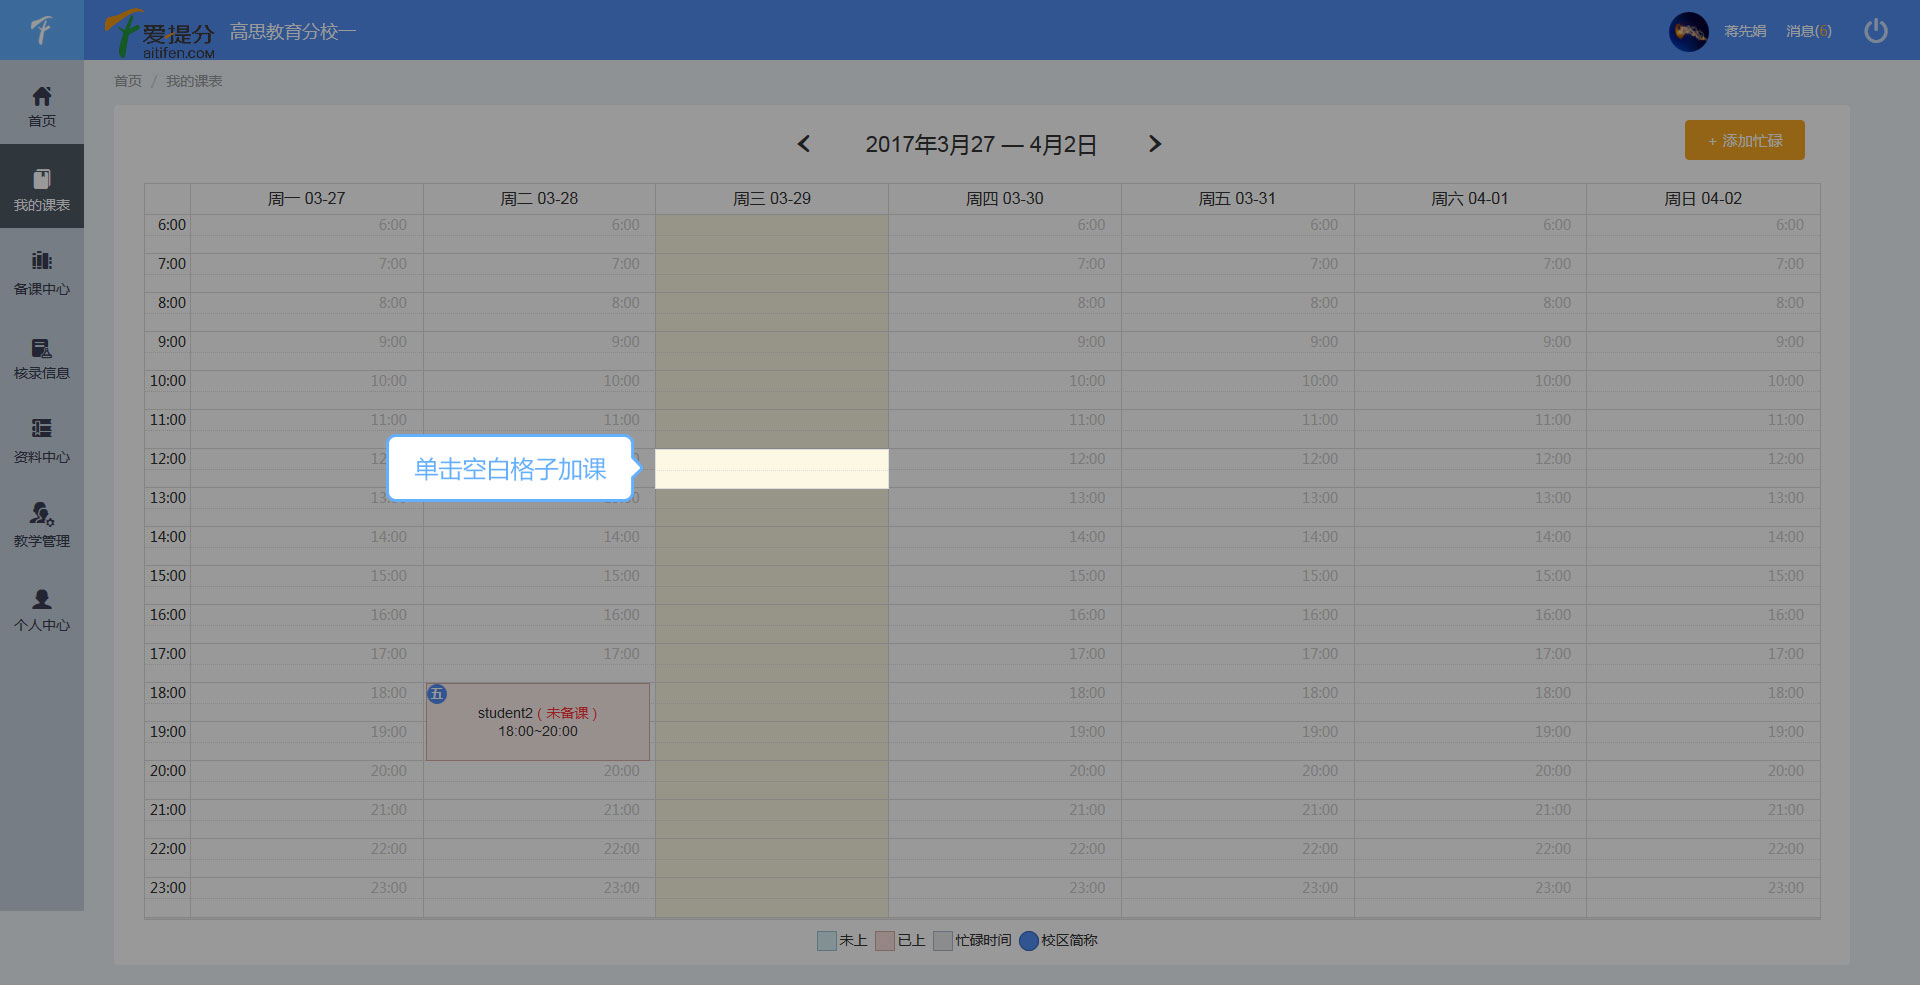 爱提分
aitifen.com
高思教育分校一
蒋先娟
消息(6)
首页 / 我的课表
首页
我的课表
备课中心
核录信息
资料中心
教学管理
个人中心
2017年3月27 — 4月2日
+ 添加忙碌
周一 03-27 周二 03-28 周三 03-29 周四 03-30 周五 03-31 周六 04-01 周日 04-02
6:00 6:00 6:00 6:00 6:00 6:00 6:00
7:00 7:00 7:00 7:00 7:00 7:00 7:00
8:00 8:00 8:00 8:00 8:00 8:00 8:00
9:00 9:00 9:00 9:00 9:00 9:00 9:00
10:00 10:00 10:00 10:00 10:00 10:00 10:00
11:00 11:00 11:00 11:00 11:00 11:00 11:00
12:00 12:00 12:00 12:00 12:00
单击空白格子加课
13:00 13:00 13:00 13:00 13:00
14:00 14:00 14:00 14:00 14:00 14:00 14:00
15:00 15:00 15:00 15:00 15:00 15:00 15:00
16:00 16:00 16:00 16:00 16:00 16:00 16:00
17:00 17:00 17:00 17:00 17:00 17:00 17:00
18:00 18:00 18:00 18:00 18:00 18:00
五
student2 ( 未备课 )
18:00~20:00
19:00 19:00 19:00 19:00 19:00 19:00
20:00 20:00 20:00 20:00 20:00 20:00 20:00
21:00 21:00 21:00 21:00 21:00 21:00 21:00
22:00 22:00 22:00 22:00 22:00 22:00 22:00
23:00 23:00 23:00 23:00 23:00 23:00 23:00
未上 已上 忙碌时间 校区简称